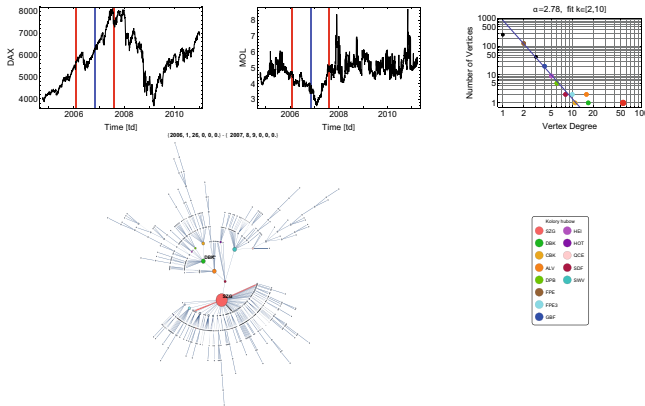 8000
7000
6000
5000
4000
DAX
2006
2008
2010
Time [td]
8
7
6
5
4
3
MOL
2006
2008
2010
Time [td]
α=2.78, fit k∈[2,10]
1000
500
100
50
10
5
1
Number of Vertices
1 2 5 10 20 50 100
Vertex Degree
{2006, 1, 26, 0, 0, 0.} - { 2007, 8, 9, 0, 0, 0.}
DBK
SZG
Kolory hubow
SZG HEI
DBK HOT
CBK QCE
ALV SDF
DPB SWV
FPE
FPE3
GBF